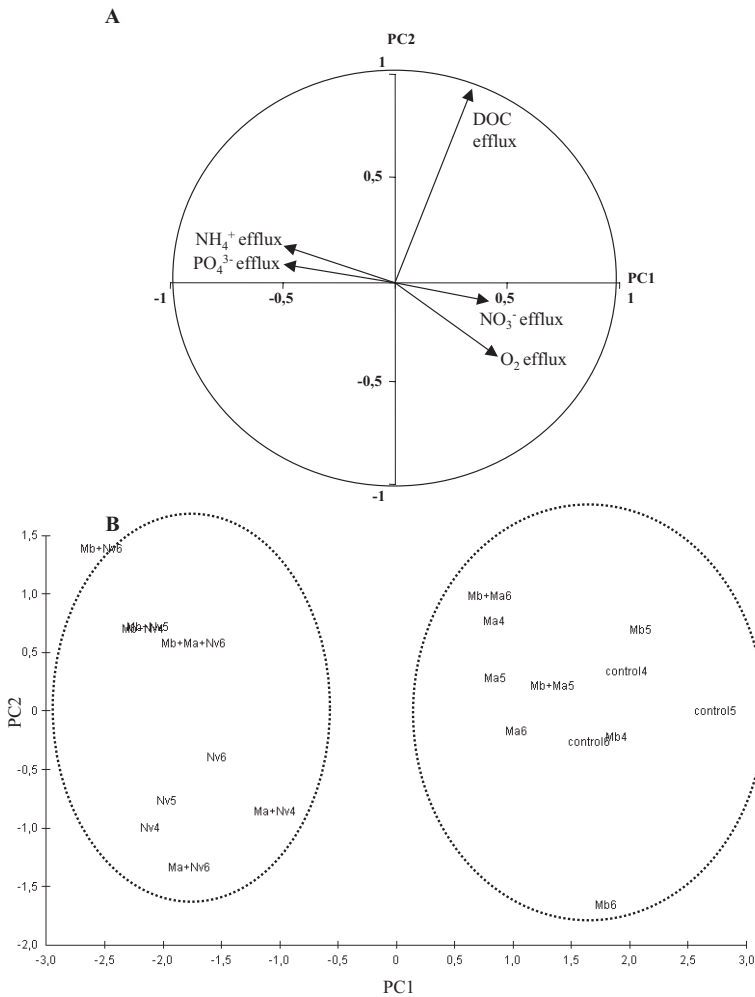 A
PC2
1
DOC
efflux
0,5
NH₄⁺ efflux
PO₄³⁻ efflux
PC1
-1
-0,5
0,5
1
NO₃⁻ efflux
O₂ efflux
-0,5
-1
B
1,5
Mb+Nv6
1,0
Mb+Ma6
Ma4
Mb+Nv5
Mb+Nv4
Mb5
0,5
Mb+Ma+Nv6
control4
Ma5
Mb+Ma5
PC2
0
control5
Ma6
Mb4
control6
Nv6
-0,5
Nv5
Ma+Nv4
-1,0
Nv4
Ma+Nv6
-1,5
Mb6
-2,0
-3,0 -2,5 -2,0 -1,5 -1,0 -0,5 0 0,5 1,0 1,5 2,0 2,5 3,0
PC1